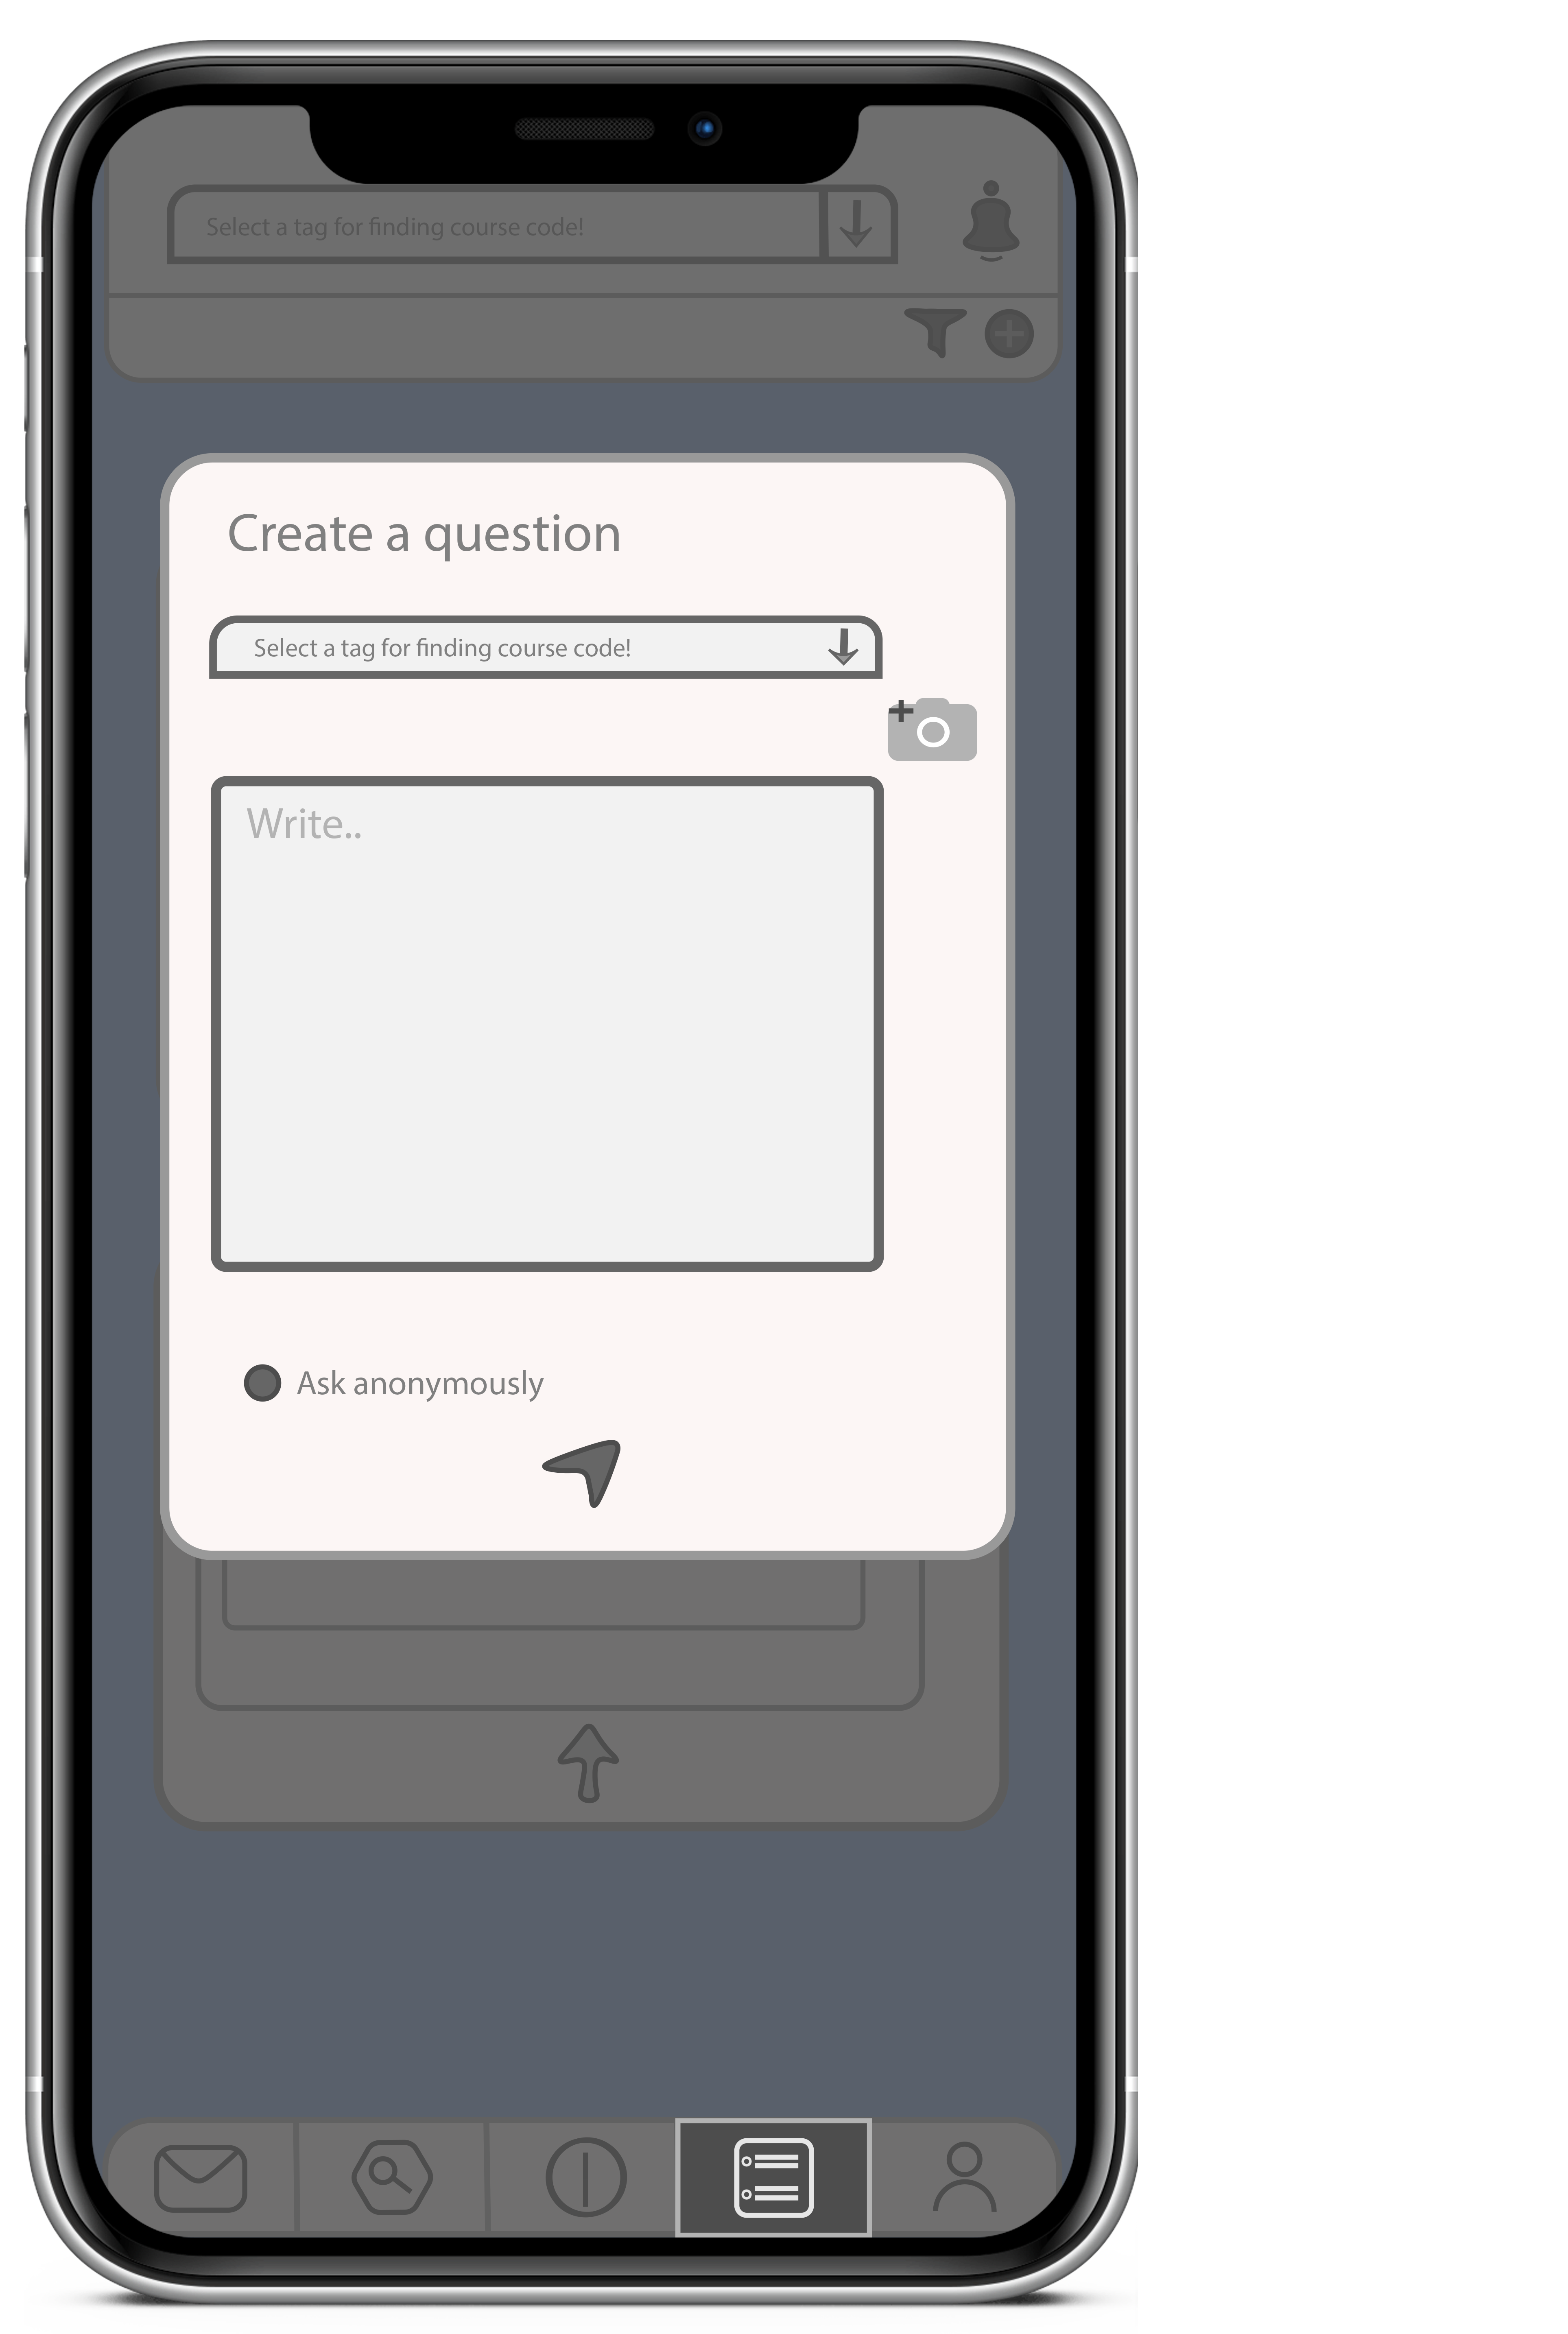 Select a tag for finding course code!
Create a question
Select a tag for finding course code!
Write..
Ask anonymously